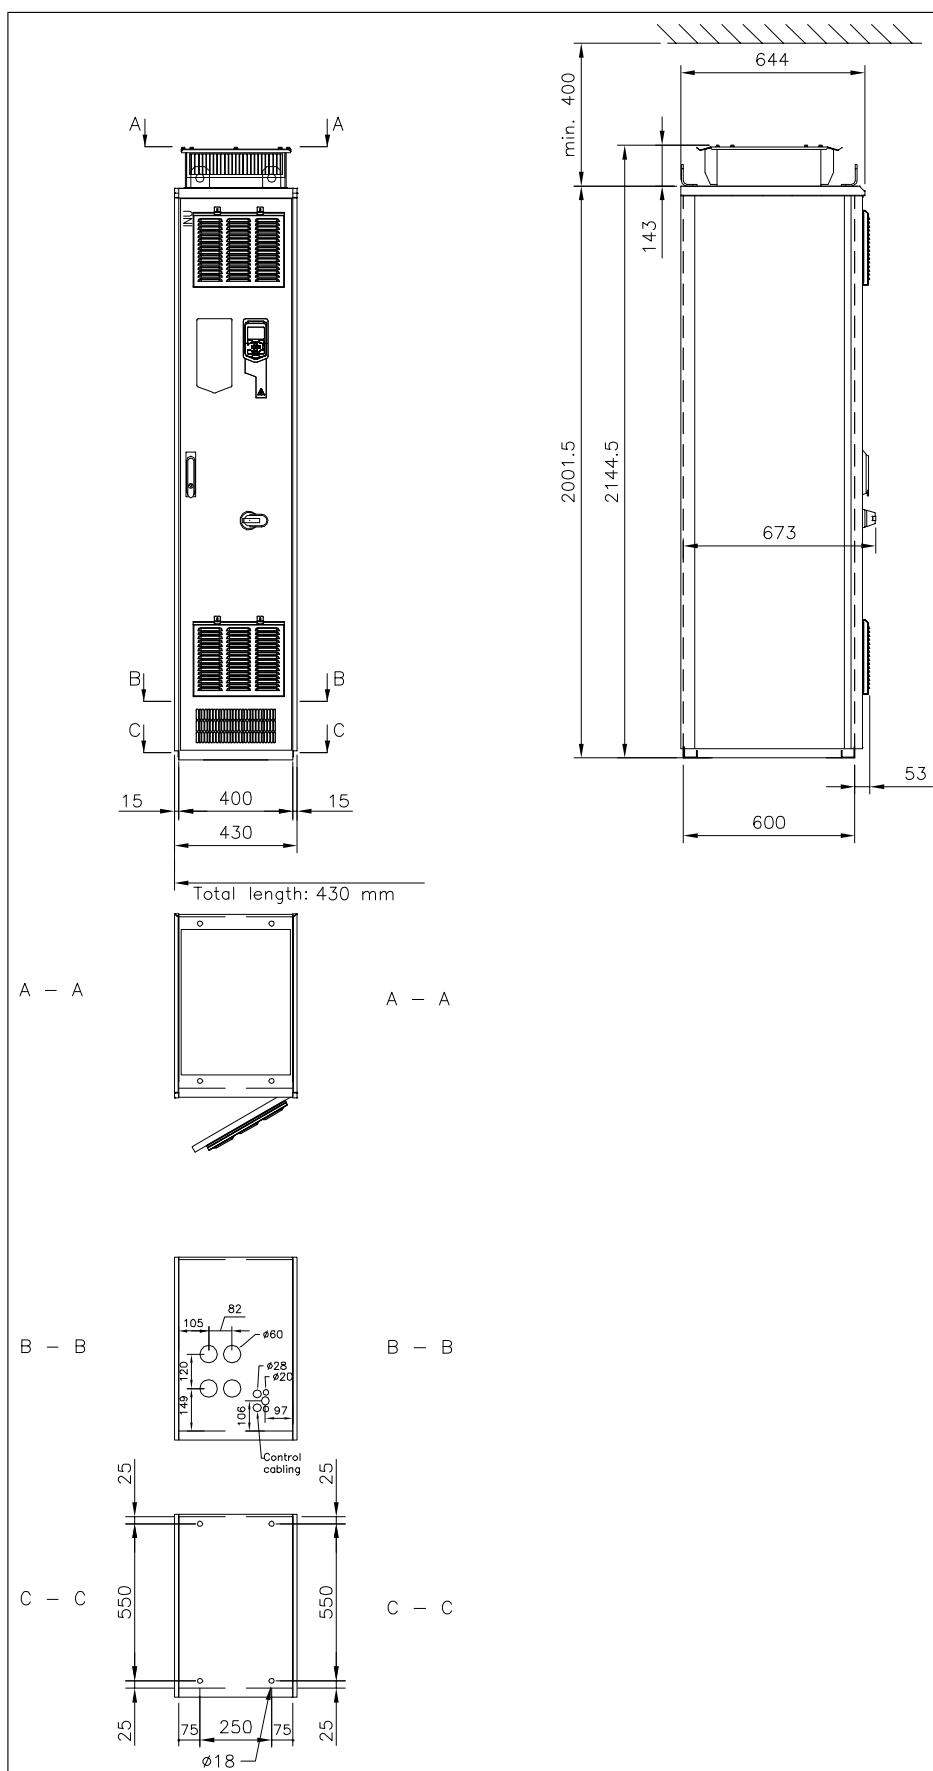 644
min. 400
A A
143
INU
2001.5
2144.5
673
B B
C C
53
15 400 15
430
600
Total length: 430 mm
A – A A – A
82
105
ø60
B – B B – B
120
ø28
ø20
149
106
97
Control
cabling
25 25
550 550
C – C C – C
25 25
75 250 75
ø18